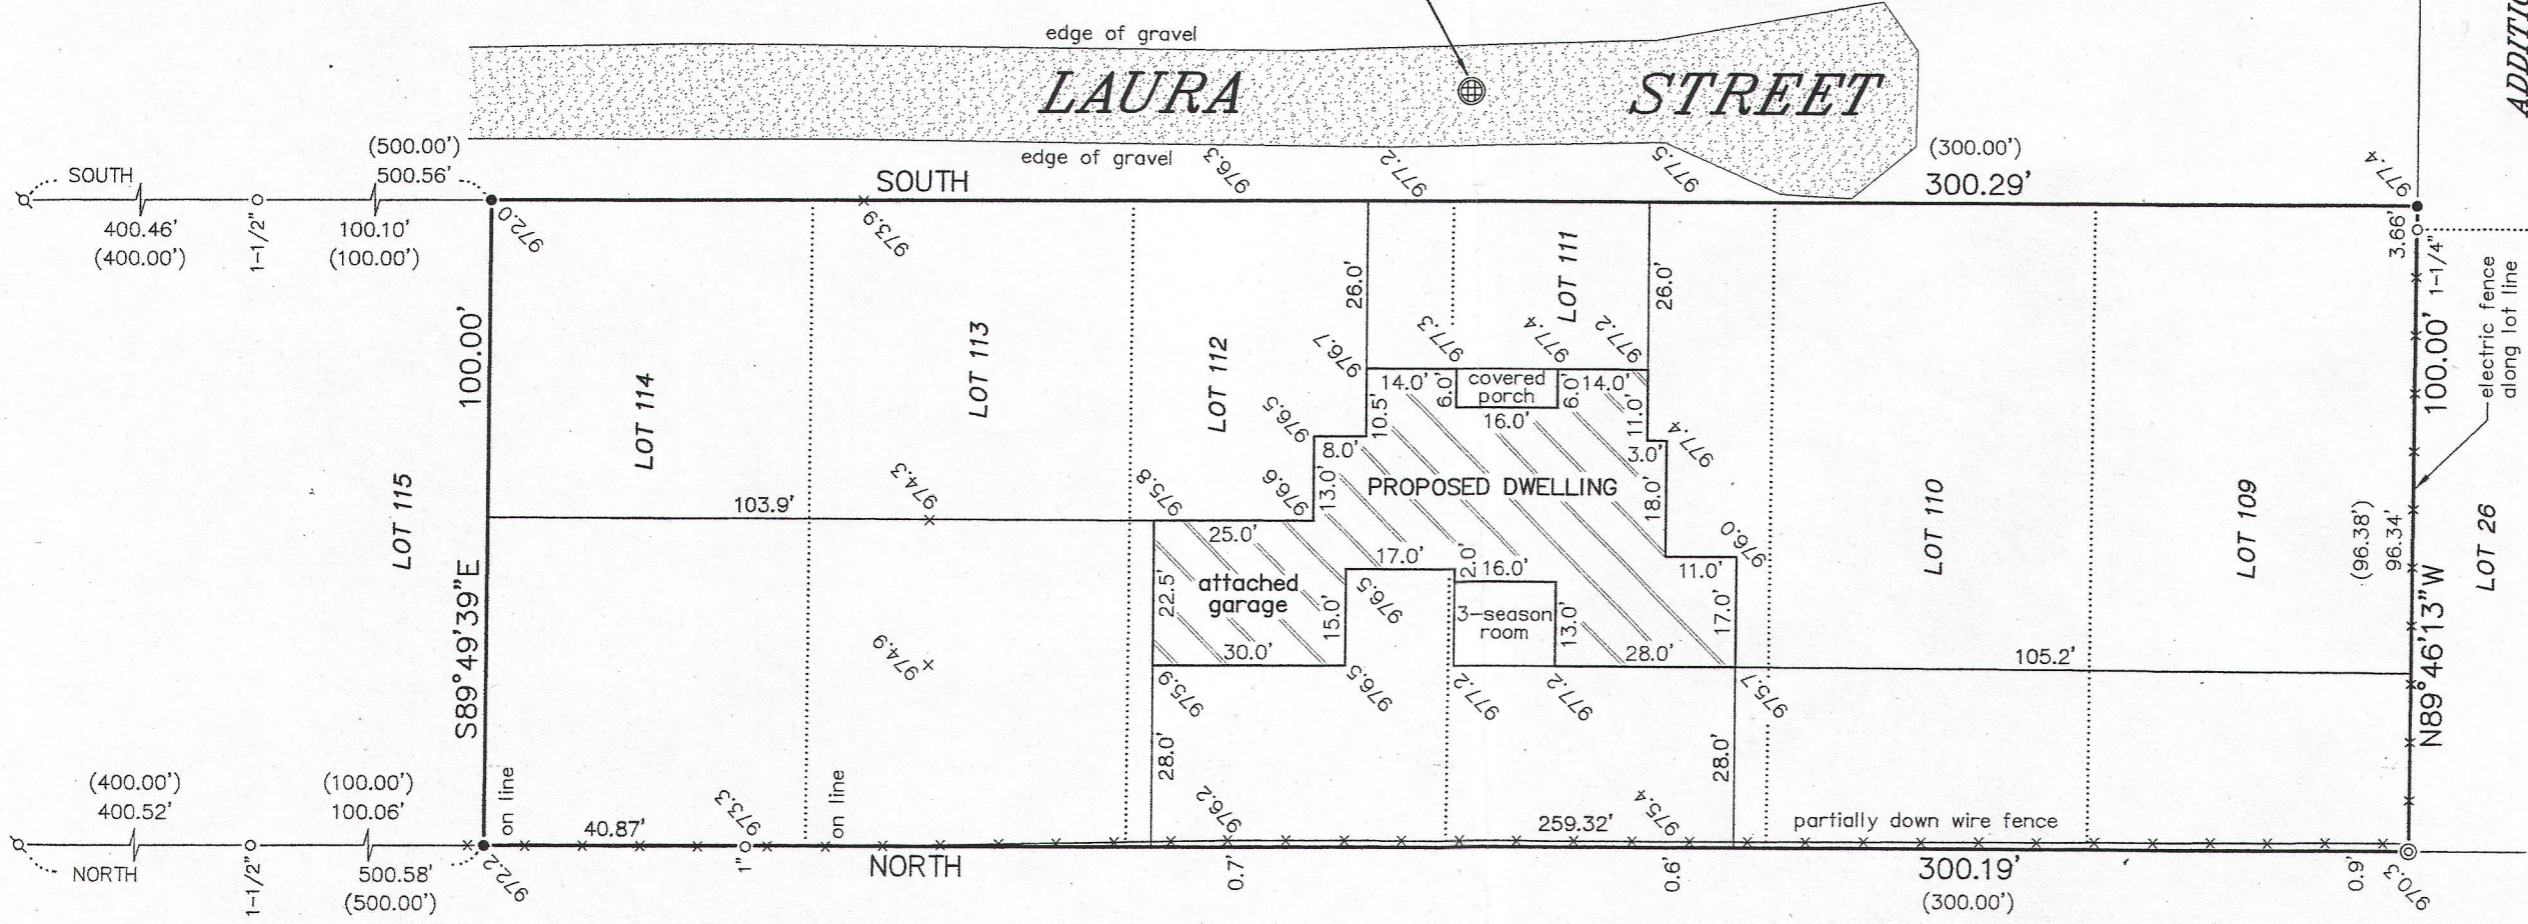 edge of gravel
LAURA STREET
edge of gravel
ADDITIO
(500.00')
500.56'
SOUTH
400.46'
(400.00')
1-1/2"
100.10'
(100.00')
SOUTH
976.3
977.2
977.5
(300.00')
300.29'
977.4
972.0
973.9
3.66'
1-1/4"
electric fence
along lot line
100.00'
S89°49'39"E
LOT 115
LOT 114
LOT 113
LOT 112
LOT 111
LOT 110
LOT 109
LOT 26
26.0'
26.0'
976.7
977.3
977.4
977.2
14.0'
6.0'
covered
porch
6.0'
14.0'
976.5
10.5'
16.0'
11.0'
977.4
8.0'
3.0'
PROPOSED DWELLING
103.9'
974.3
975.8
976.6
13.0'
18.0'
976.0
25.0'
17.0'
2.0'
16.0'
11.0'
22.5'
attached
garage
15.0'
976.5
3-season
room
13.0'
17.0'
30.0'
28.0'
105.2'
974.9
975.9
976.5
977.2
977.2
975.7
28.0'
28.0'
100.00'
(96.38')
96.34'
N89°46'13"W
(400.00')
400.52'
(100.00')
100.06'
on line
40.87'
973.3
on line
976.2
259.32'
975.4
partially down wire fence
NORTH
1-1/2"
500.58'
(500.00')
972.2
1"
NORTH
0.7'
0.6'
300.19'
(300.00')
0.9'
970.3